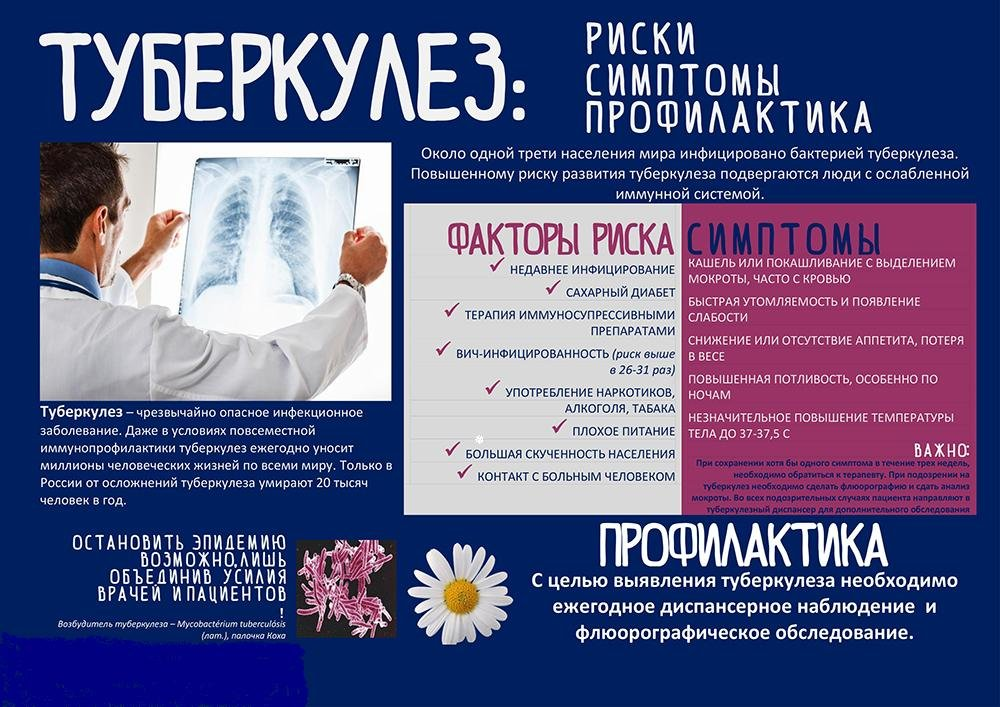 ТУБЕРКУЛЕЗ:
РИСКИ
СИМПТОМЫ
ПРОФИЛАКТИКА
Около одной трети населения мира инфицировано бактерией туберкулеза.
Повышенному риску развития туберкулеза подвергаются люди с ослабленной
иммунной системой.
ФАКТОРЫ РИСКА
НЕДАВНЕЕ ИНФИЦИРОВАНИЕ
САХАРНЫЙ ДИАБЕТ
ТЕРАПИЯ ИММУНОСУПРЕССИВНЫМИ
ПРЕПАРАТАМИ
ВИЧ-ИНФИЦИРОВАННОСТЬ (риск выше
в 26-31 раз)
УПОТРЕБЛЕНИЕ НАРКОТИКОВ,
АЛКОГОЛЯ, ТАБАКА
ПЛОХОЕ ПИТАНИЕ
БОЛЬШАЯ СКУЧЕННОСТЬ НАСЕЛЕНИЯ
КОНТАКТ С БОЛЬНЫМ ЧЕЛОВЕКОМ
СИМПТОМЫ
КАШЕЛЬ ИЛИ ПОКАШЛИВАНИЕ С ВЫДЕЛЕНИЕМ
МОКРОТЫ, ЧАСТО С КРОВЬЮ
БЫСТРАЯ УТОМЛЯЕМОСТЬ И ПОЯВЛЕНИЕ
СЛАБОСТИ
СНИЖЕНИЕ ИЛИ ОТСУТСТВИЕ АППЕТИТА, ПОТЕРЯ
В ВЕСЕ
ПОВЫШЕННАЯ ПОТЛИВОСТЬ, ОСОБЕННО ПО
НОЧАМ
НЕЗНАЧИТЕЛЬНОЕ ПОВЫШЕНИЕ ТЕМПЕРАТУРЫ
ТЕЛА ДО 37-37,5 С
ВАЖНО:
При сохранении хотя бы одного симптома в течение трех недель,
необходимо обратиться к терапевту. При подозрении на
туберкулез необходимо сделать флюорографию и сдать анализ
мокроты. Во всех подозрительных случаях пациента направляют в
туберкулезный диспансер для дополнительного обследования
Туберкулез – чрезвычайно опасное инфекционное
заболевание. Даже в условиях повсеместной
иммунопрофилактики туберкулез ежегодно уносит
миллионы человеческих жизней по всеми миру. Только в
России от осложнений туберкулеза умирают 20 тысяч
человек в год.
ОСТАНОВИТЬ ЭПИДЕМИЮ
ВОЗМОЖНО,ЛИШЬ
ОБЪЕДИНИВ УСИЛИЯ
ВРАЧЕЙ И ПАЦИЕНТОВ
!
Возбудитель туберкулеза – Mycobactérium tuberculósis
(лат.), палочка Коха
ПРОФИЛАКТИКА
С целью выявления туберкулеза необходимо
ежегодное диспансерное наблюдение и
флюорографическое обследование.